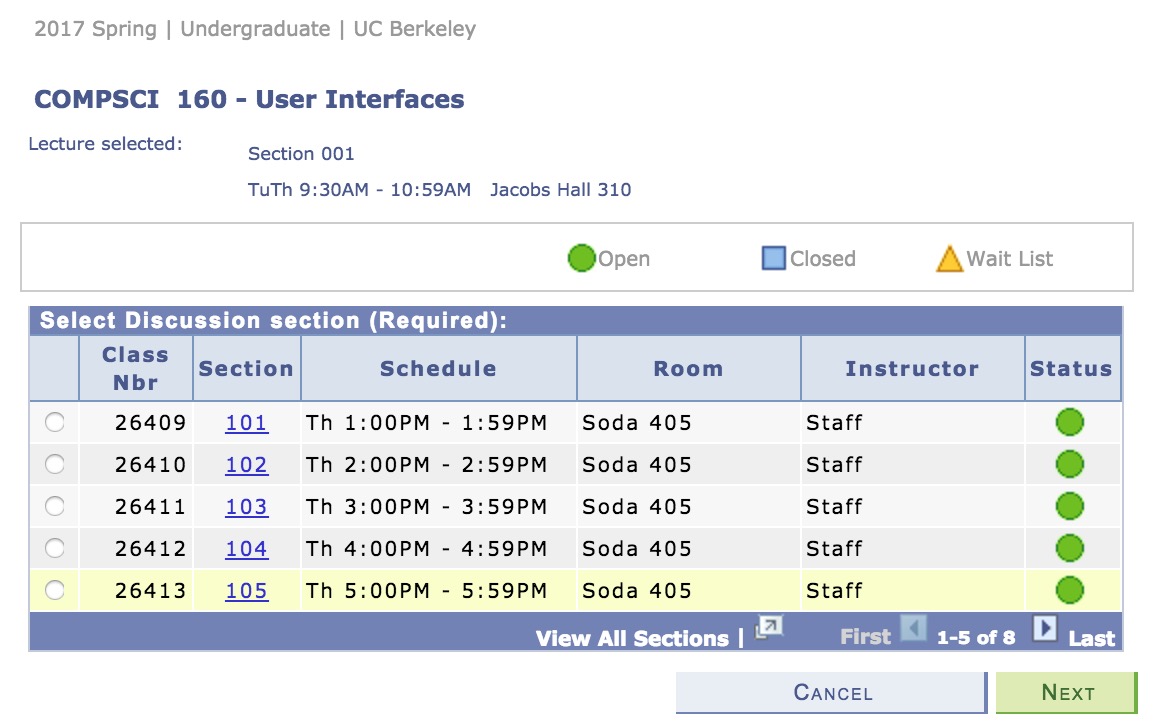 2017 Spring | Undergraduate | UC Berkeley
COMPSCI  160 - User Interfaces
Lecture selected:
Section 001
TuTh 9:30AM - 10:59AM   Jacobs Hall 310
Open   Closed   Wait List
Select Discussion section (Required):
Class Nbr   Section   Schedule   Room   Instructor   Status
26409   101   Th 1:00PM - 1:59PM   Soda 405   Staff
26410   102   Th 2:00PM - 2:59PM   Soda 405   Staff
26411   103   Th 3:00PM - 3:59PM   Soda 405   Staff
26412   104   Th 4:00PM - 4:59PM   Soda 405   Staff
26413   105   Th 5:00PM - 5:59PM   Soda 405   Staff
View All Sections |   First   1-5 of 8   Last
CANCEL   NEXT